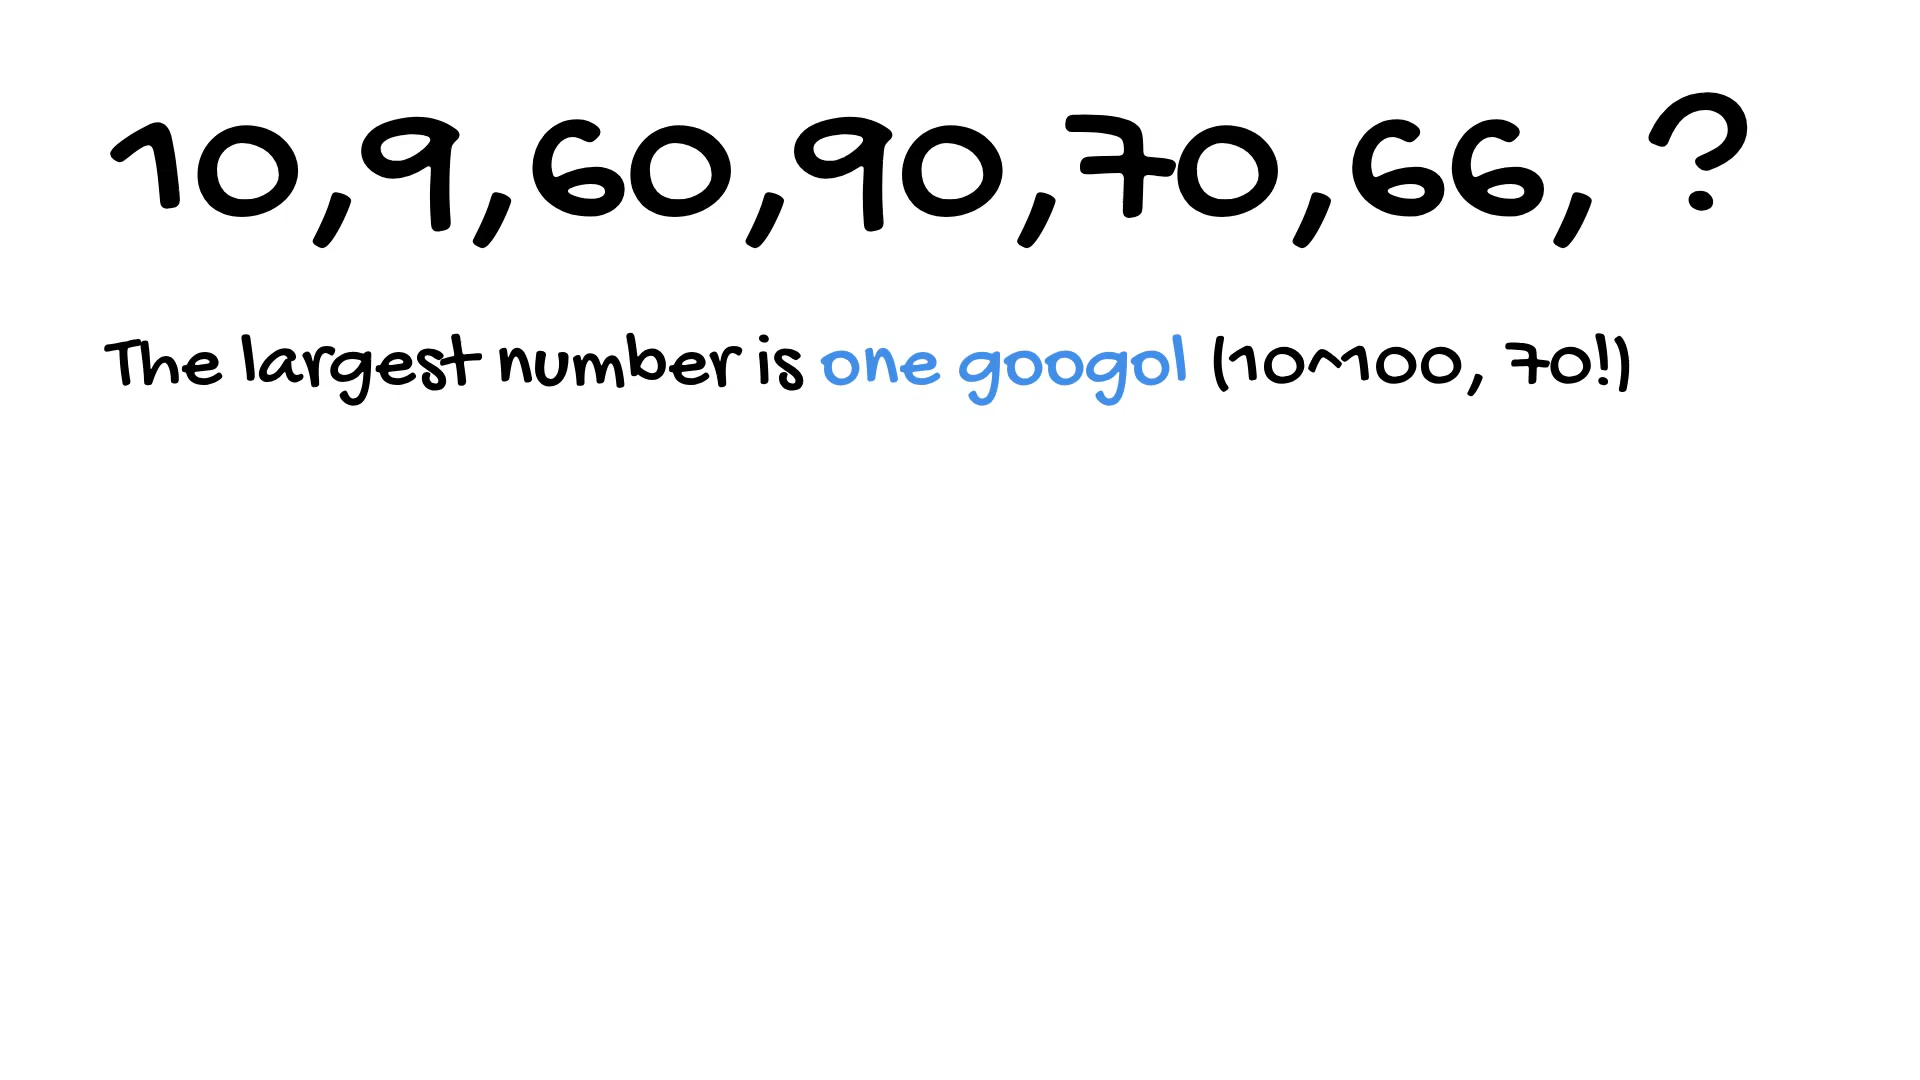 10,9,60,90,70,66, ?
The largest number is one googol (10^100, 70!)